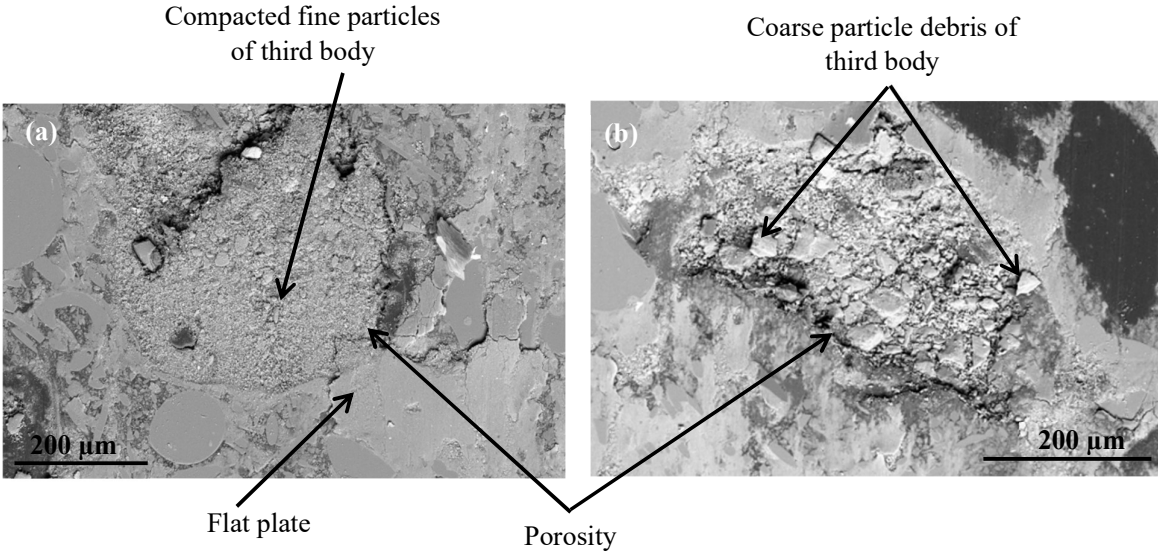 Compacted fine particles
of third body
Coarse particle debris of
third body
(a)
(b)
200 µm
200 µm
Flat plate
Porosity